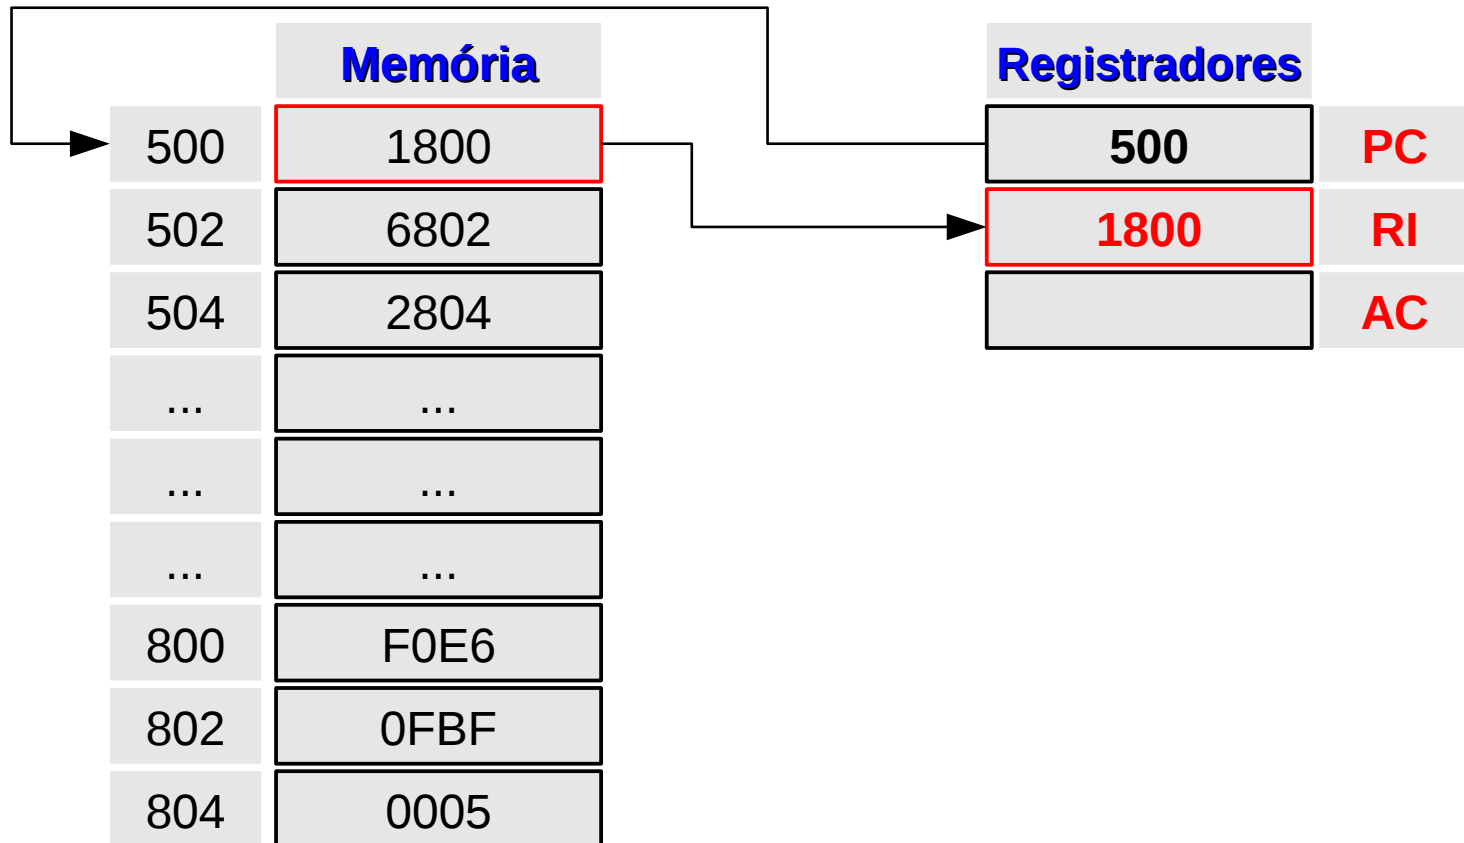 Memória Registradores
500 1800 500 PC
502 6802 1800 RI
504 2804 AC
... ...
... ...
... ...
800 F0E6
802 0FBF
804 0005